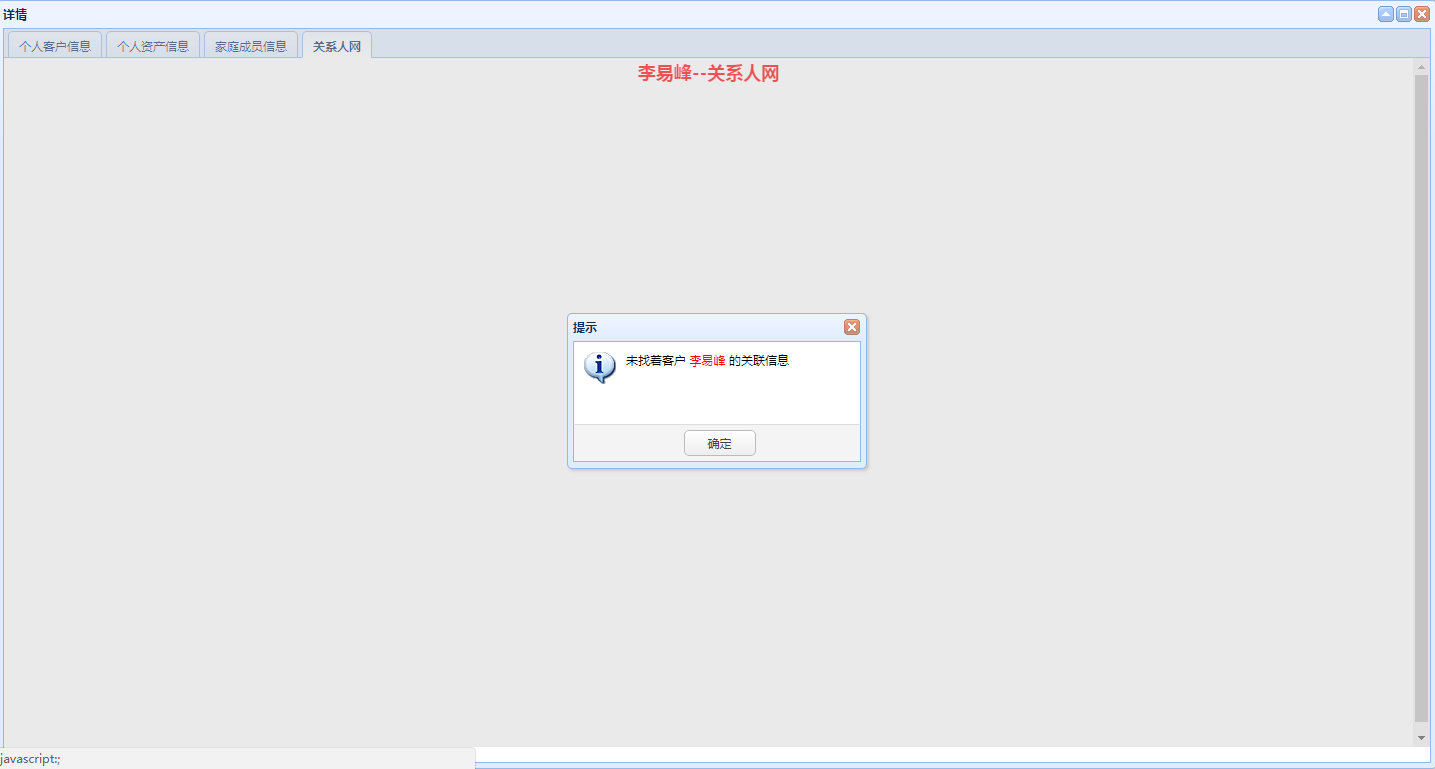 详情
个人客户信息 个人资产信息 家庭成员信息 关系人网
李易峰--关系人网
提示
未找着客户 李易峰 的关联信息
确定
javascript:;